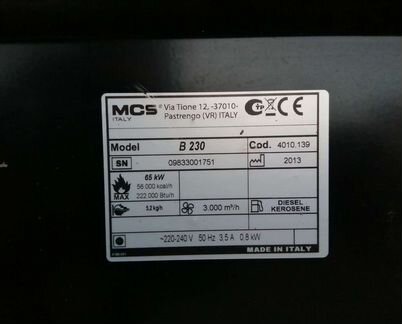 MCS ® Via Tione 12, -37010-
ITALY Pastrengo (VR) ITALY CE
Model B 230 Cod. 4010.139
SN 09833001751 2013
65 kW
56 000 kcal/h
MAX 222.000 Btu/h
5.2 kg/h 3.000 m³/h DIESEL
KEROSENE
~220-240 V 50 Hz 3.5 A 0.8 kW
MADE IN ITALY